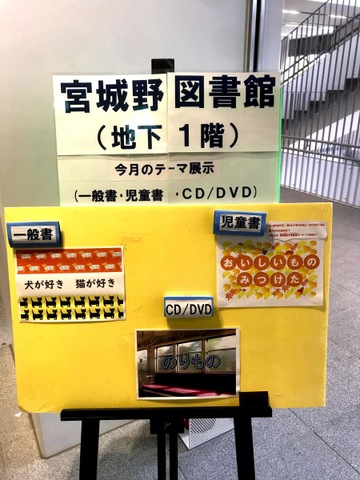 宮城野図書館
(地下1階)
今月のテーマ展示
(一般書・児童書・CD/DVD)
一般書
犬が好き 猫が好き
児童書
おいしいもの
みつけた
CD/DVD
のりもの